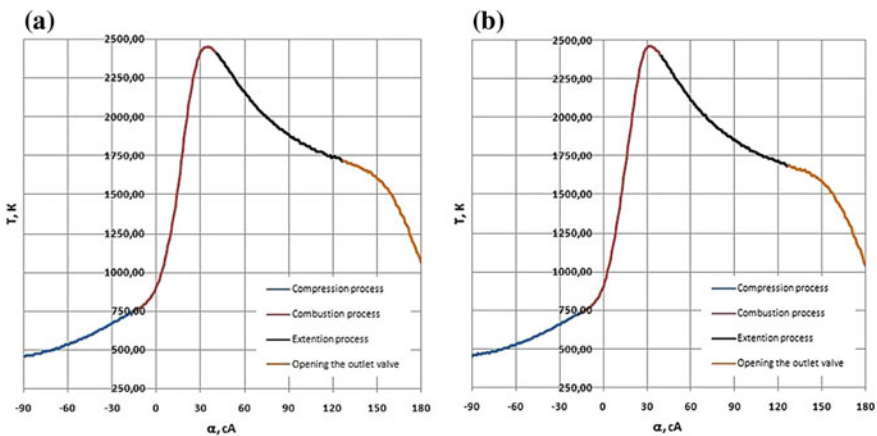 (a)
2500,00
2250,00
2000,00
1750,00
1500,00
1250,00
1000,00
750,00
500,00
250,00
T, K
-90 -60 -30 0 30 60 90 120 150 180
α, cA
Compression process
Combustion process
Extention process
Opening the outlet valve
(b)
2500,00
2250,00
2000,00
1750,00
1500,00
1250,00
1000,00
750,00
500,00
250,00
T, K
-90 -60 -30 0 30 60 90 120 150 180
α, cA
Compression process
Combustion process
Extention process
Opening the outlet valve